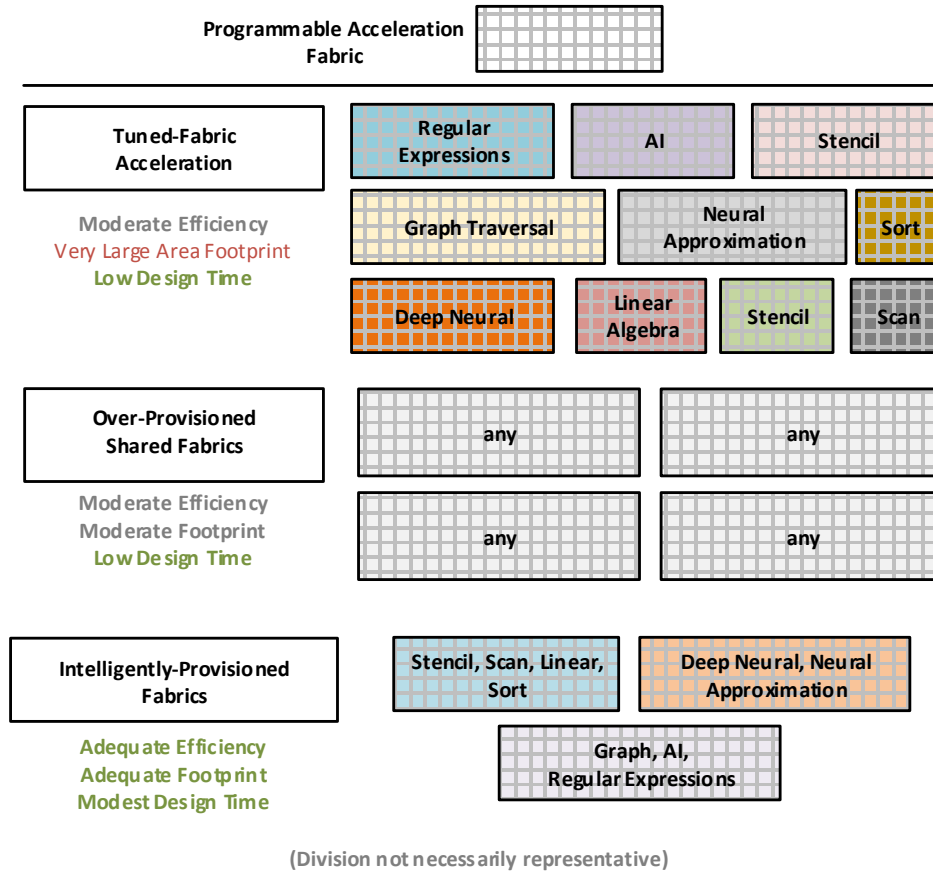 Programmable Acceleration
Fabric
Tuned-Fabric
Acceleration
Moderate Efficiency
Very Large Area Footprint
Low Design Time
Regular
Expressions
AI
Stencil
Graph Traversal
Neural
Approximation
Sort
Deep Neural
Linear
Algebra
Stencil
Scan
Over-Provisioned
Shared Fabrics
Moderate Efficiency
Moderate Footprint
Low Design Time
any
any
any
any
Intelligently-Provisioned
Fabrics
Adequate Efficiency
Adequate Footprint
Modest Design Time
Stencil, Scan, Linear,
Sort
Deep Neural, Neural
Approximation
Graph, AI,
Regular Expressions
(Division not necessarily representative)